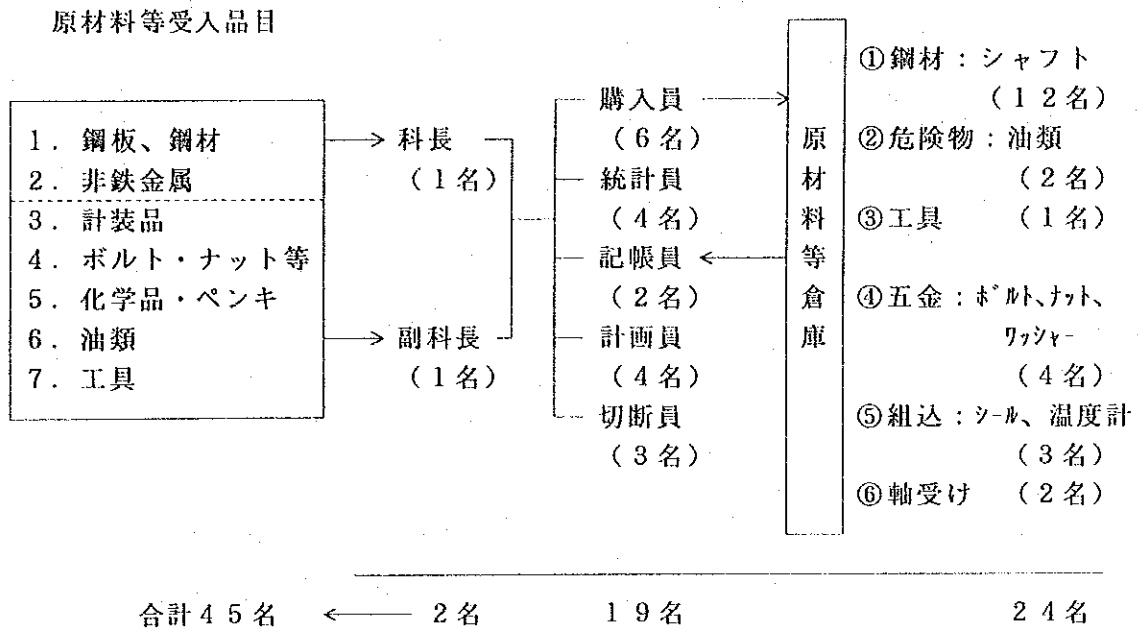 原材料等受入品目
1. 鋼板、鋼材
2. 非鉄金属
3. 計装品
4. ボルト・ナット等
5. 化学品・ペンキ
6. 油類
7. 工具
科長
(1名)
副科長
(1名)
購入員
(6名)
統計員
(4名)
記帳員
(2名)
計画員
(4名)
切断員
(3名)
原材料等倉庫
①鋼材:シャフト
(12名)
②危険物:油類
(2名)
③工具 (1名)
④五金:ボルト、ナット、
ワッシャー
(4名)
⑤組込:シール、温度計
(3名)
⑥軸受け (2名)
合計45名 ← 2名 19名 24名